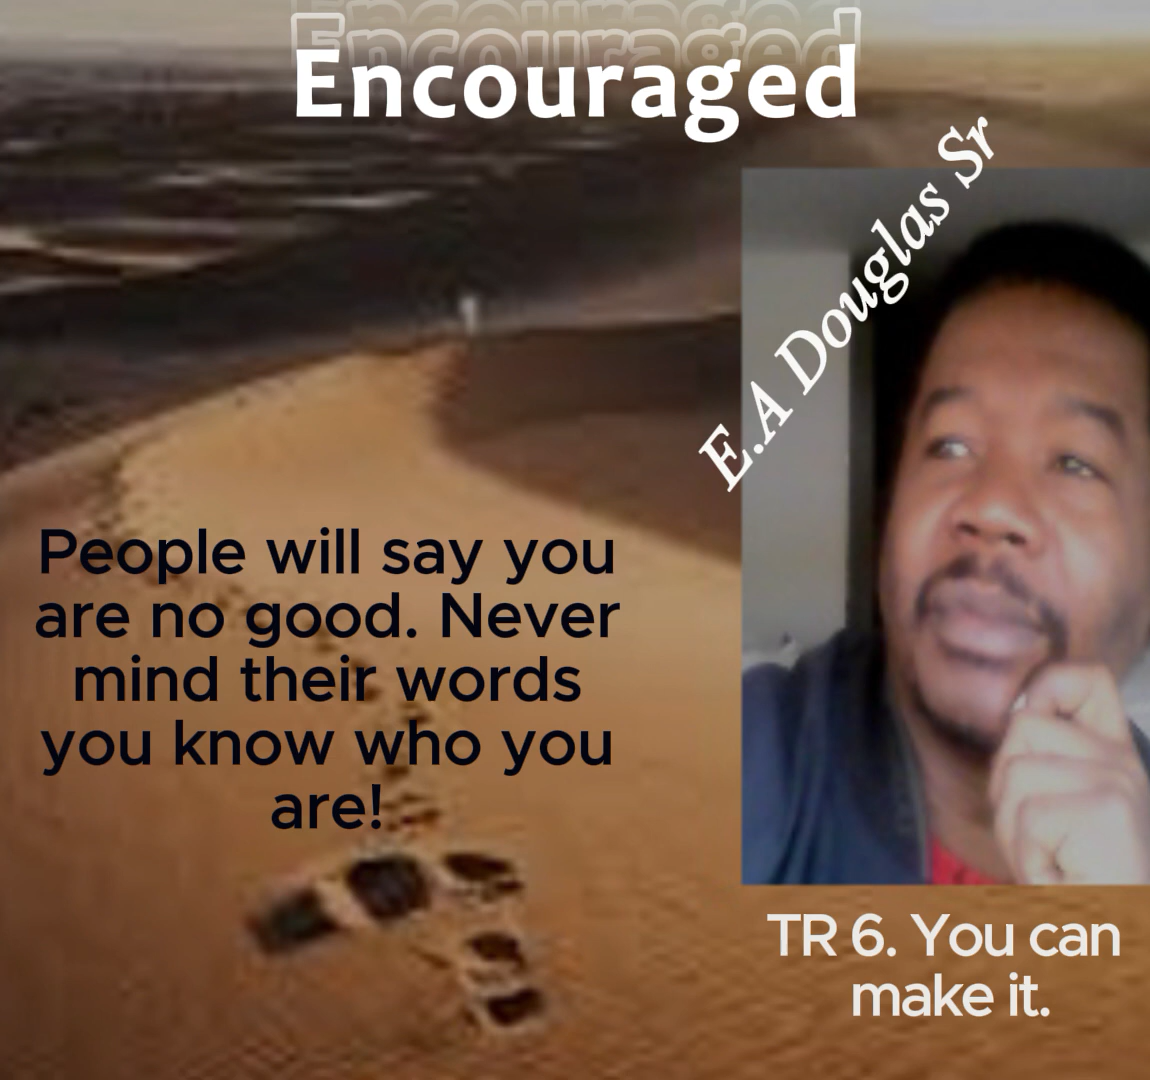 Encouraged
E.A Douglas Sr
People will say you
are no good. Never
mind their words
you know who you
are!
TR 6. You can
make it.